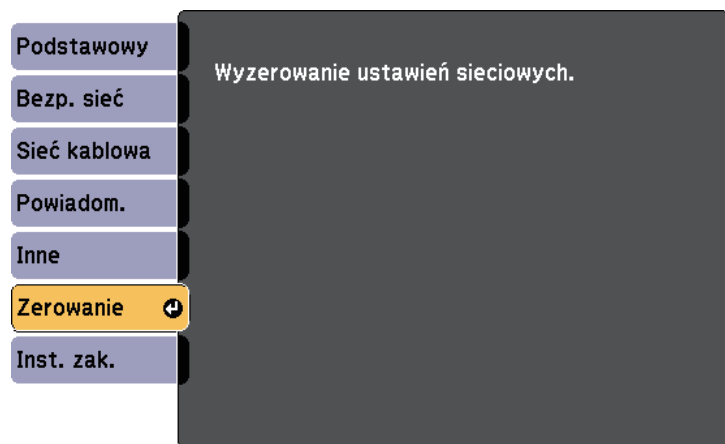 Podstawowy
Bezp. sieć
Sieć kablowa
Powiadom.
Inne
Zerowanie
Inst. zak.
Wyzerowanie ustawień sieciowych.